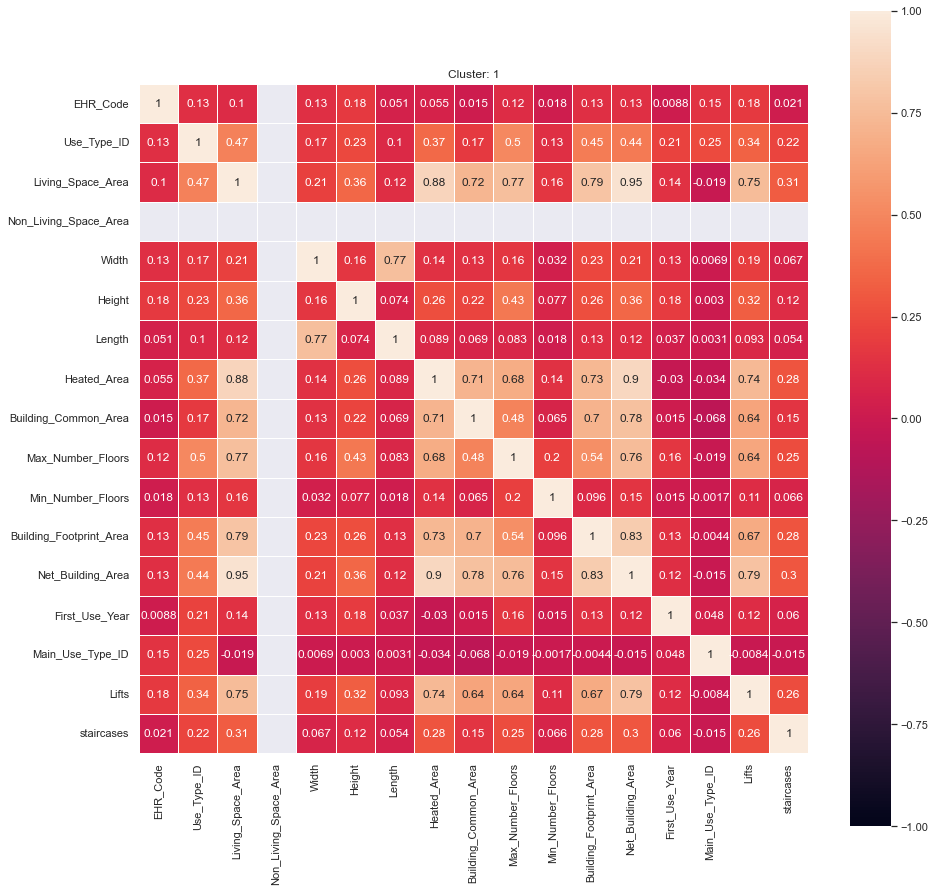 Cluster: 1
EHR_Code 1 0.13 0.1 0.13 0.18 0.051 0.055 0.015 0.12 0.018 0.13 0.13 0.0088 0.15 0.18 0.021
Use_Type_ID 0.13 1 0.47 0.17 0.23 0.1 0.37 0.17 0.5 0.13 0.45 0.44 0.21 0.25 0.34 0.22
Living_Space_Area 0.1 0.47 1 0.21 0.36 0.12 0.88 0.72 0.77 0.16 0.79 0.95 0.14 -0.019 0.75 0.31
Non_Living_Space_Area
Width 0.13 0.17 0.21 1 0.16 0.77 0.14 0.13 0.16 0.032 0.23 0.21 0.13 0.0069 0.19 0.067
Height 0.18 0.23 0.36 0.16 1 0.074 0.26 0.22 0.43 0.077 0.26 0.36 0.18 0.003 0.32 0.12
Length 0.051 0.1 0.12 0.77 0.074 1 0.089 0.069 0.083 0.018 0.13 0.12 0.037 0.0031 0.093 0.054
Heated_Area 0.055 0.37 0.88 0.14 0.26 0.089 1 0.71 0.68 0.14 0.73 0.9 -0.03 -0.034 0.74 0.28
Building_Common_Area 0.015 0.17 0.72 0.13 0.22 0.069 0.71 1 0.48 0.065 0.7 0.78 0.015 -0.068 0.64 0.15
Max_Number_Floors 0.12 0.5 0.77 0.16 0.43 0.083 0.68 0.48 1 0.2 0.54 0.76 0.16 -0.019 0.64 0.25
Min_Number_Floors 0.018 0.13 0.16 0.032 0.077 0.018 0.14 0.065 0.2 1 0.096 0.15 0.015 -0.0017 0.11 0.066
Building_Footprint_Area 0.13 0.45 0.79 0.23 0.26 0.13 0.73 0.7 0.54 0.096 1 0.83 0.13 -0.0044 0.67 0.28
Net_Building_Area 0.13 0.44 0.95 0.21 0.36 0.12 0.9 0.78 0.76 0.15 0.83 1 0.12 -0.015 0.79 0.3
First_Use_Year 0.0088 0.21 0.14 0.13 0.18 0.037 -0.03 0.015 0.16 0.015 0.13 0.12 1 0.048 0.12 0.06
Main_Use_Type_ID 0.15 0.25 -0.019 0.0069 0.003 0.0031 -0.034 -0.068 -0.019 -0.0017 -0.0044 -0.015 0.048 1 -0.0084 -0.015
Lifts 0.18 0.34 0.75 0.19 0.32 0.093 0.74 0.64 0.64 0.11 0.67 0.79 0.12 -0.0084 1 0.26
staircases 0.021 0.22 0.31 0.067 0.12 0.054 0.28 0.15 0.25 0.066 0.28 0.3 0.06 -0.015 0.26 1
EHR_Code
Use_Type_ID
Living_Space_Area
Non_Living_Space_Area
Width
Height
Length
Heated_Area
Building_Common_Area
Max_Number_Floors
Min_Number_Floors
Building_Footprint_Area
Net_Building_Area
First_Use_Year
Main_Use_Type_ID
Lifts
staircases
1.00
0.75
0.50
0.25
0.00
−0.25
−0.50
−0.75
−1.00